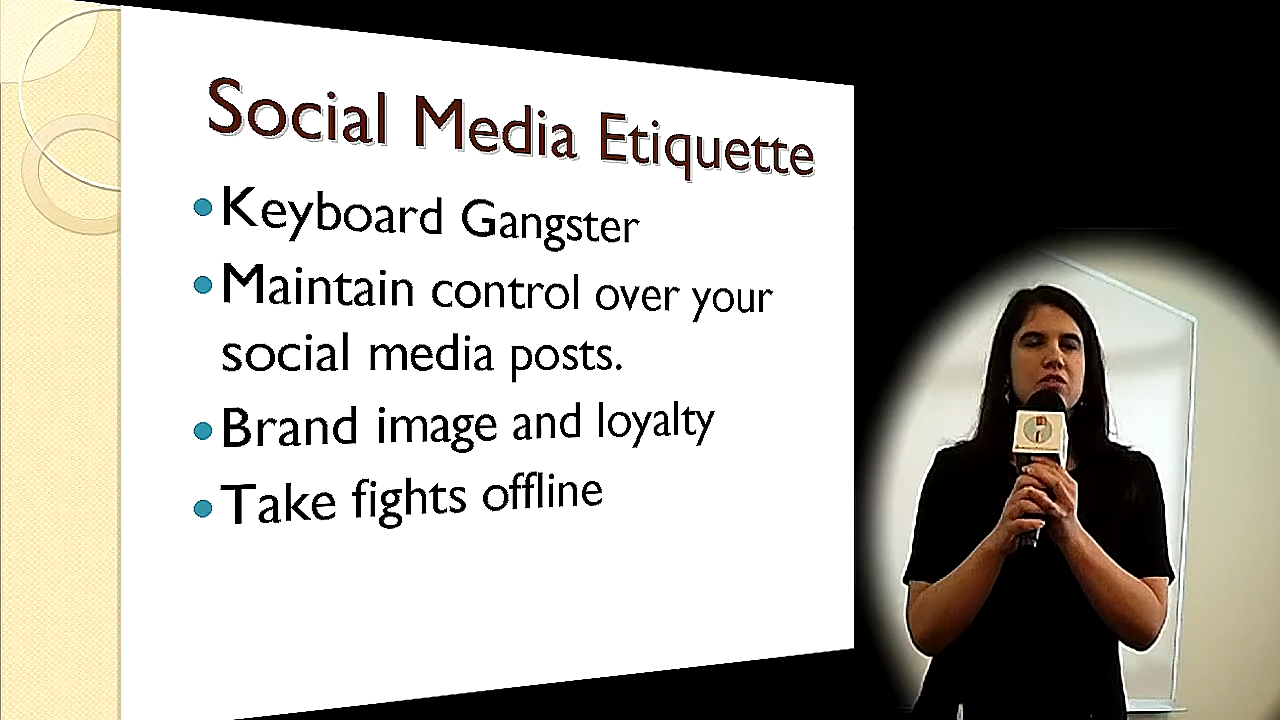 Social Media Etiquette
Keyboard Gangster
Maintain control over your
social media posts.
Brand image and loyalty
Take fights offline